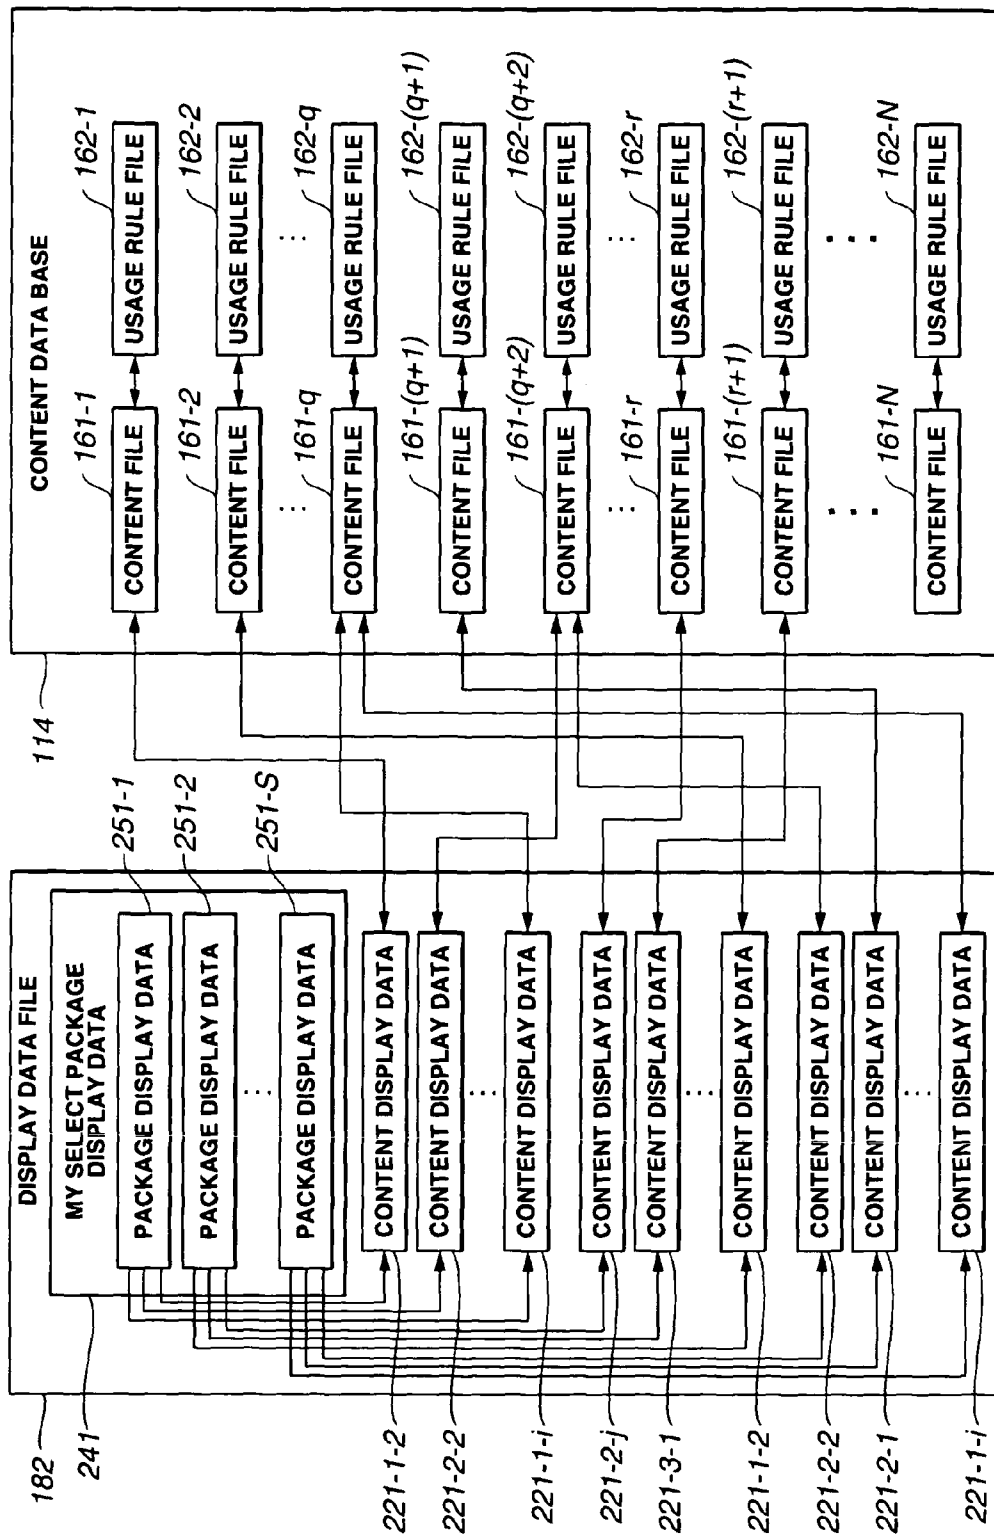 DISPLAY DATA FILE
182
MY SELECT PACKAGE
DISPLAY DATA
241
PACKAGE DISPLAY DATA
251-1
PACKAGE DISPLAY DATA
251-2
...
PACKAGE DISPLAY DATA
251-S
CONTENT DISPLAY DATA
221-1-2
CONTENT DISPLAY DATA
221-2-2
...
CONTENT DISPLAY DATA
221-1-i
CONTENT DISPLAY DATA
221-2-j
CONTENT DISPLAY DATA
221-3-1
...
CONTENT DISPLAY DATA
221-1-2
CONTENT DISPLAY DATA
221-2-2
CONTENT DISPLAY DATA
221-2-1
...
CONTENT DISPLAY DATA
221-1-i
114
CONTENT DATA BASE
161-1
CONTENT FILE
162-1
USAGE RULE FILE
161-2
CONTENT FILE
162-2
USAGE RULE FILE
...
...
161-q
CONTENT FILE
162-q
USAGE RULE FILE
161-(q+1)
CONTENT FILE
162-(q+1)
USAGE RULE FILE
161-(q+2)
CONTENT FILE
162-(q+2)
USAGE RULE FILE
...
...
161-r
CONTENT FILE
162-r
USAGE RULE FILE
161-(r+1)
CONTENT FILE
162-(r+1)
USAGE RULE FILE
...
...
161-N
CONTENT FILE
162-N
USAGE RULE FILE